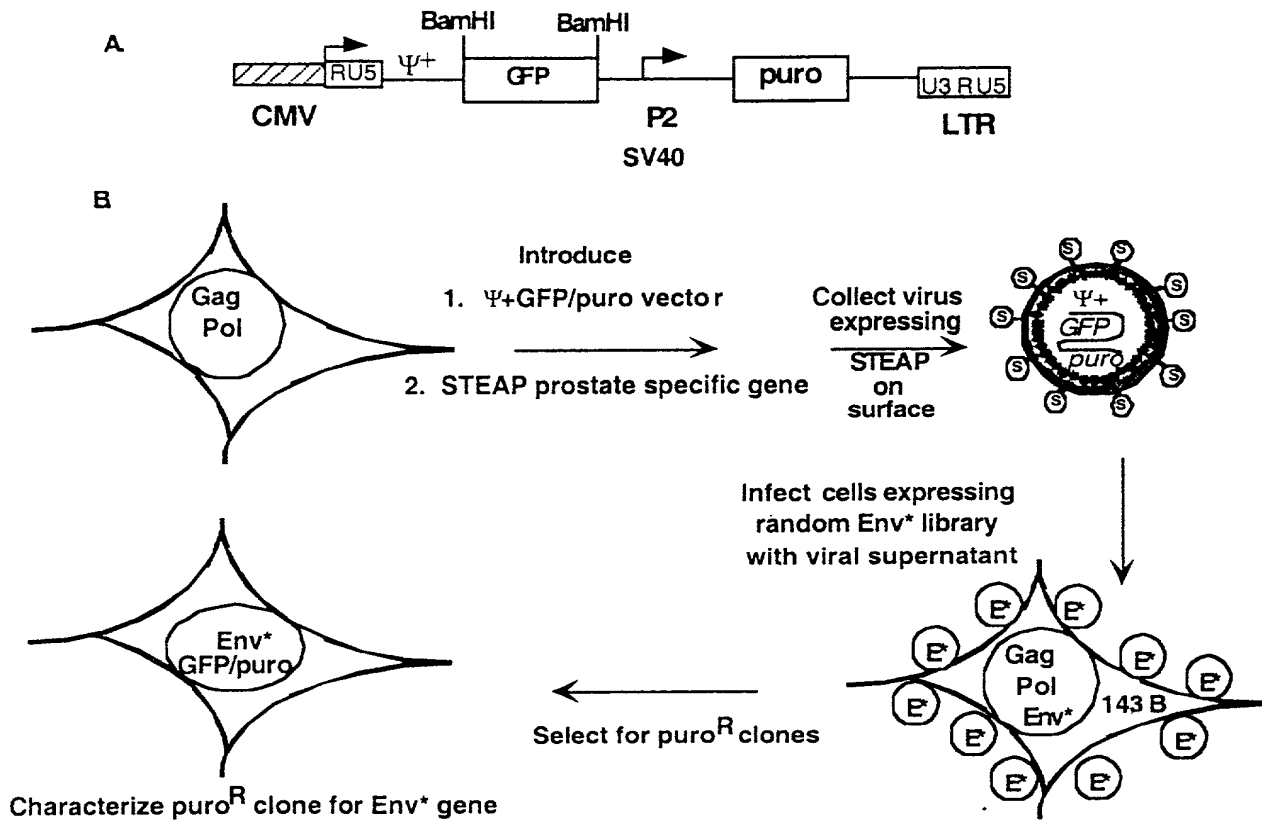 A.
BamHI BamHI
RU5 Ψ+ GFP puro U3 R U5
CMV P2 LTR
SV40
B.
Gag
Pol
Introduce
1. Ψ+GFP/puro vector
2. STEAP prostate specific gene
Collect virus
expressing
STEAP
on
surface
S S S S S S S S S S
Ψ+
GFP
puro
Infect cells expressing
random Env* library
with viral supernatant
E* E* E* E* E* E* E* E* E* E*
Gag
Pol
Env*
143 B
Select for puroR clones
Env*
GFP/puro
Characterize puroR clone for Env* gene